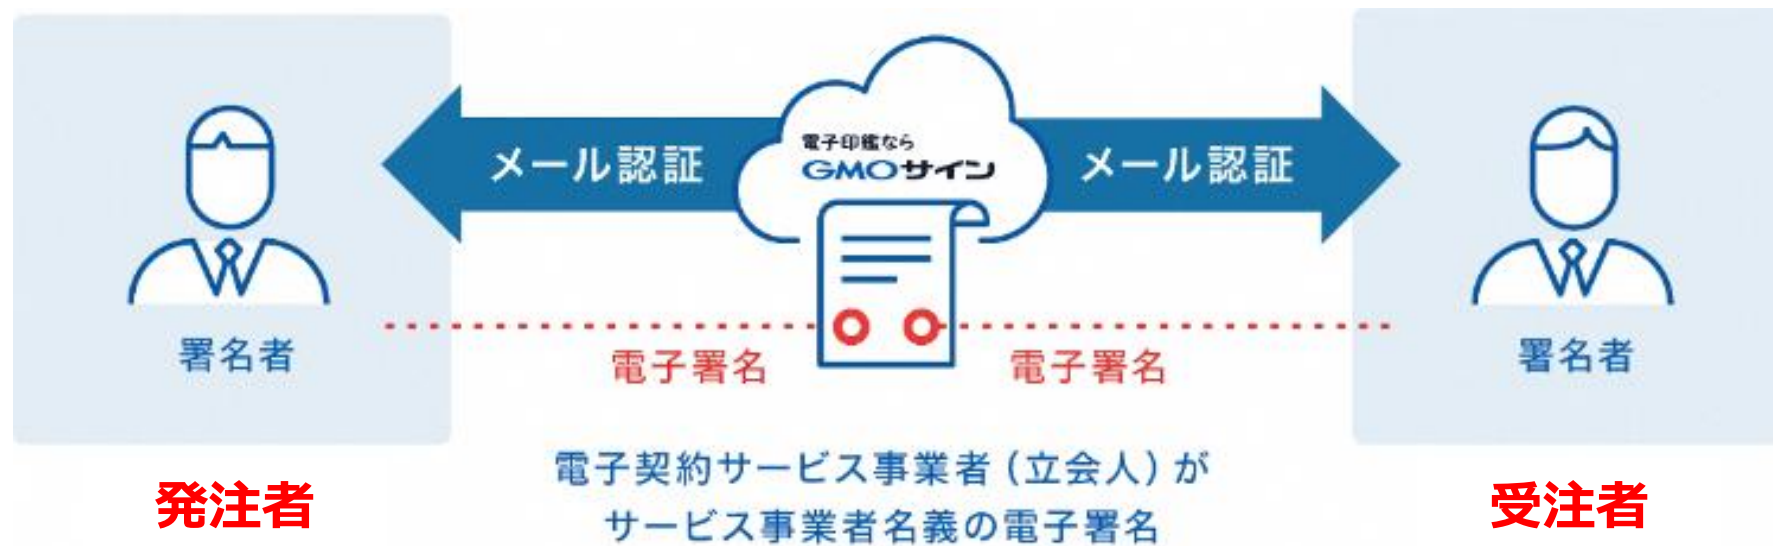 電子印鑑なら
GMOサイン
メール認証
メール認証
署名者
電子署名
電子署名
署名者
発注者
電子契約サービス事業者（立会人）が
サービス事業者名義の電子署名
受注者